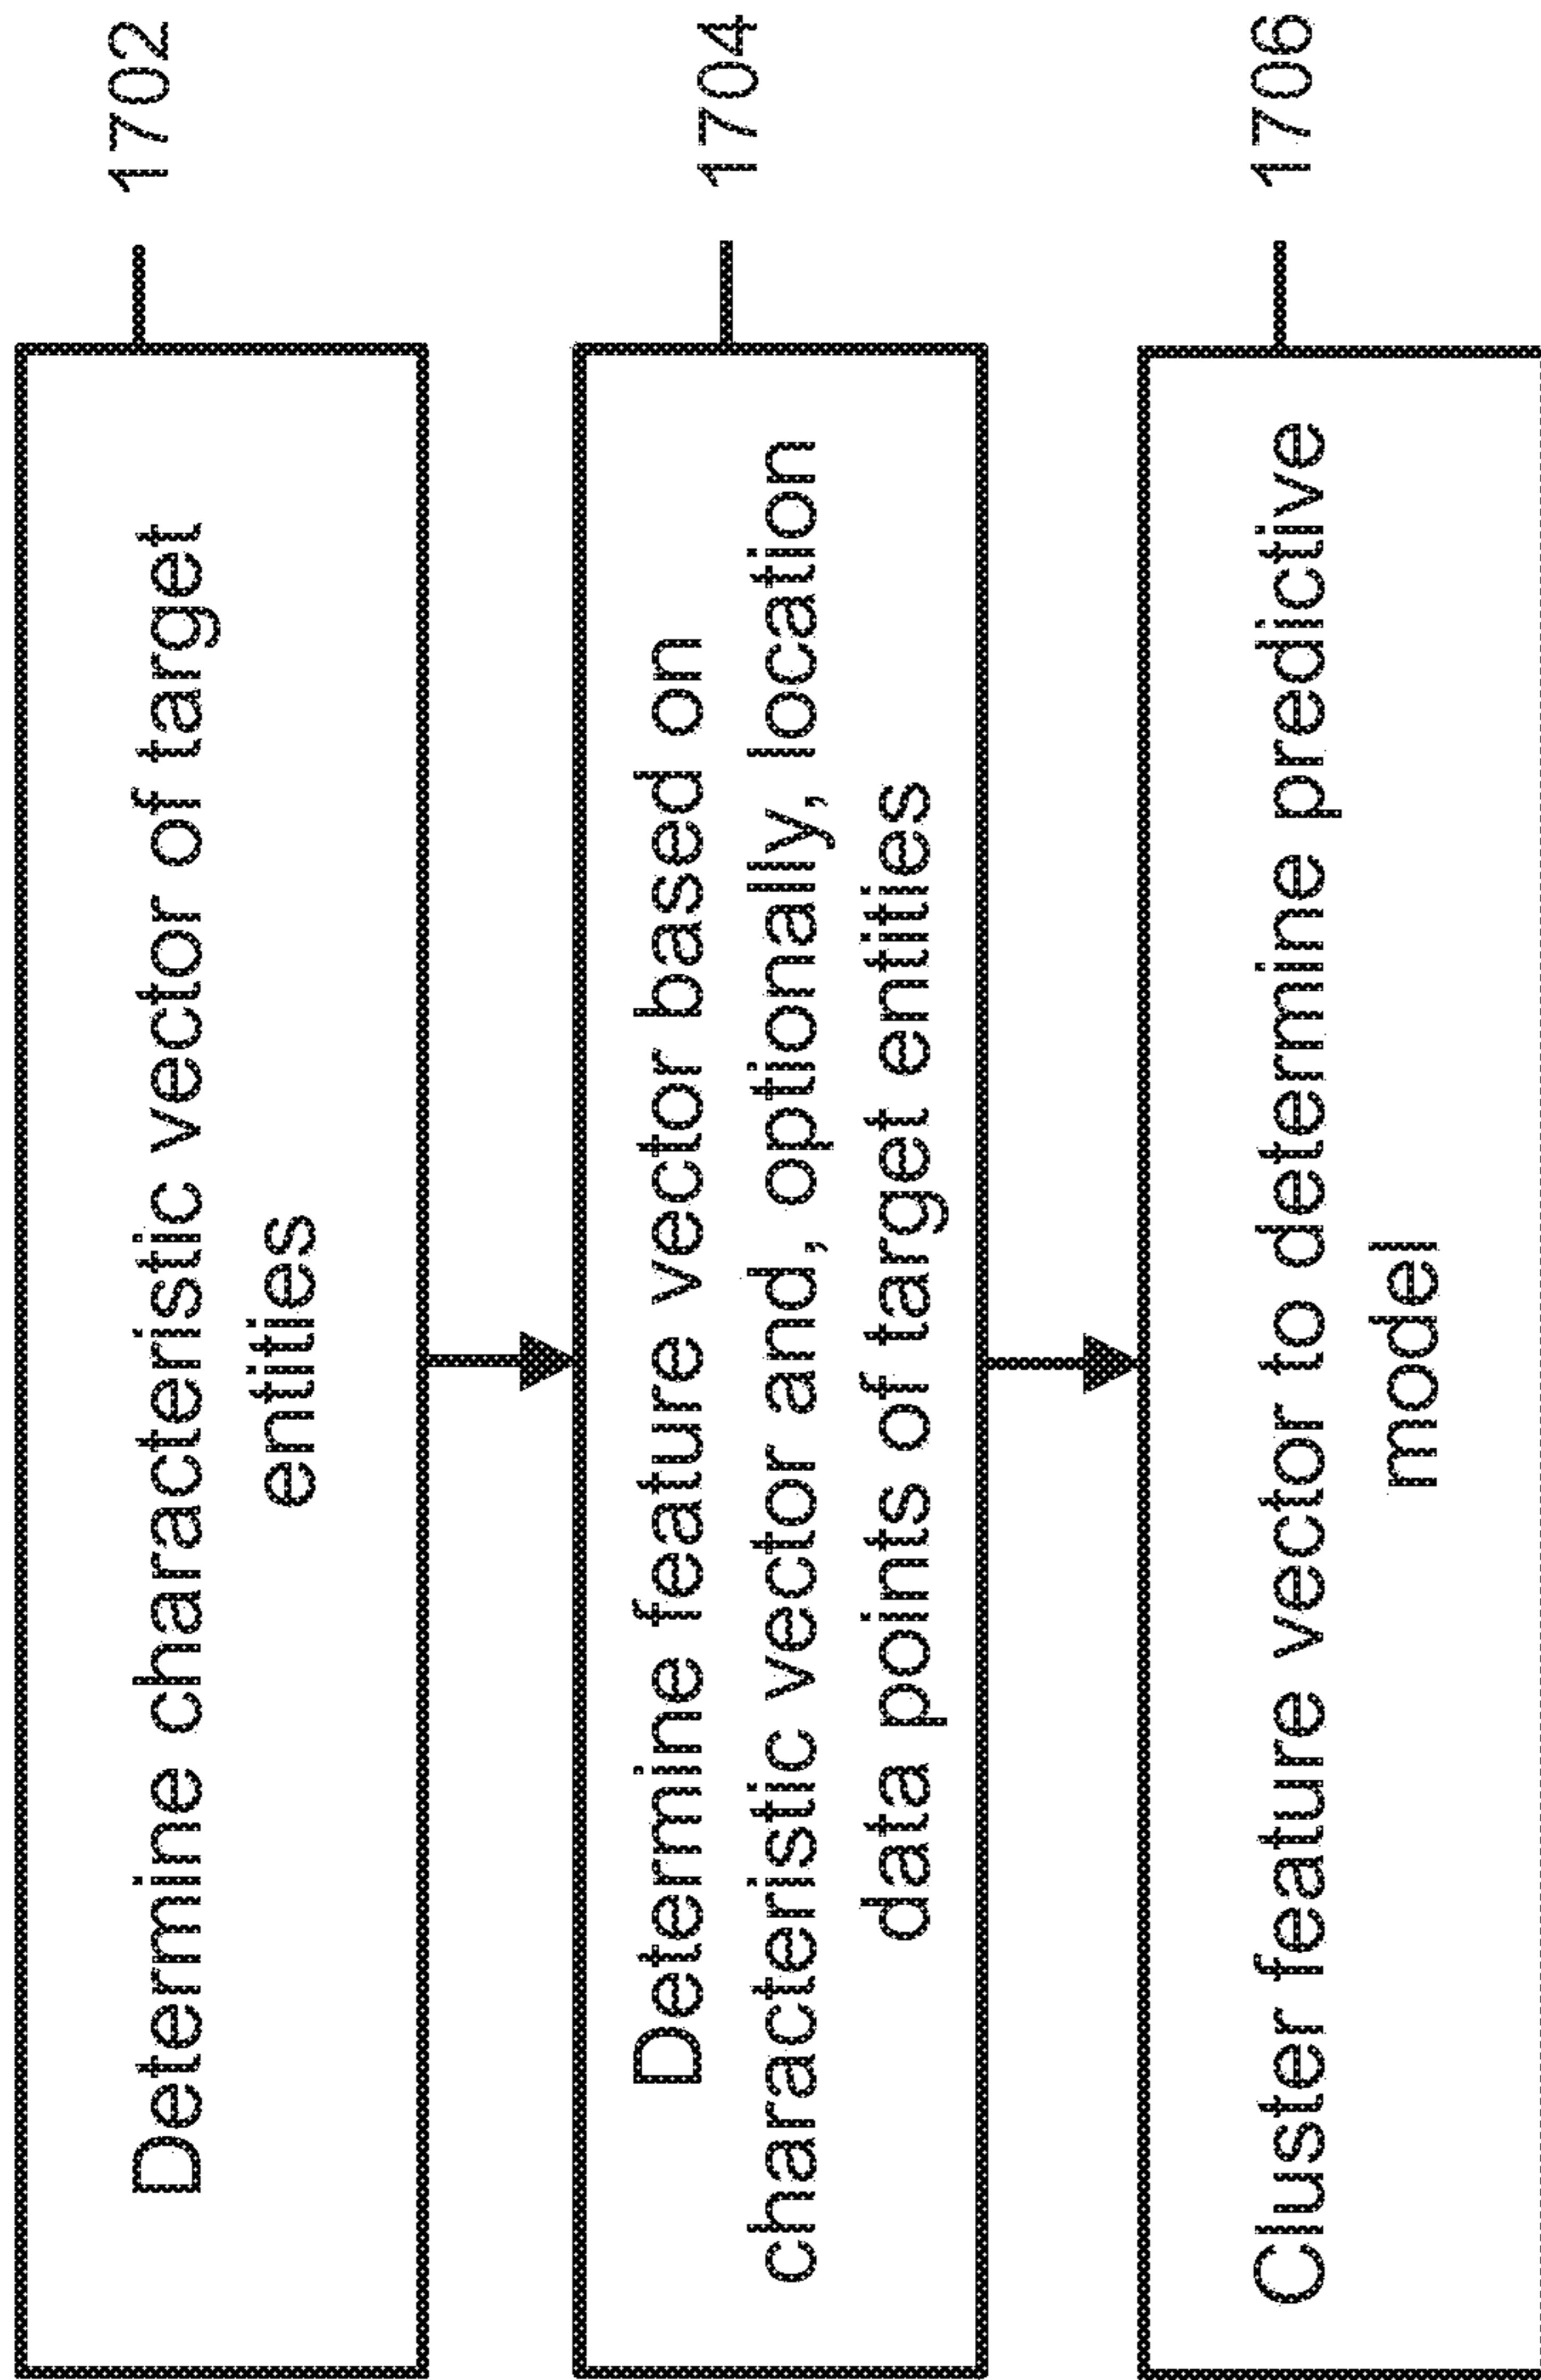 Determine characteristic vector of target
entities
1702
Determine feature vector based on
characteristic vector and, optionally, location
data points of target entities
1704
Cluster feature vector to determine predictive
model
1706